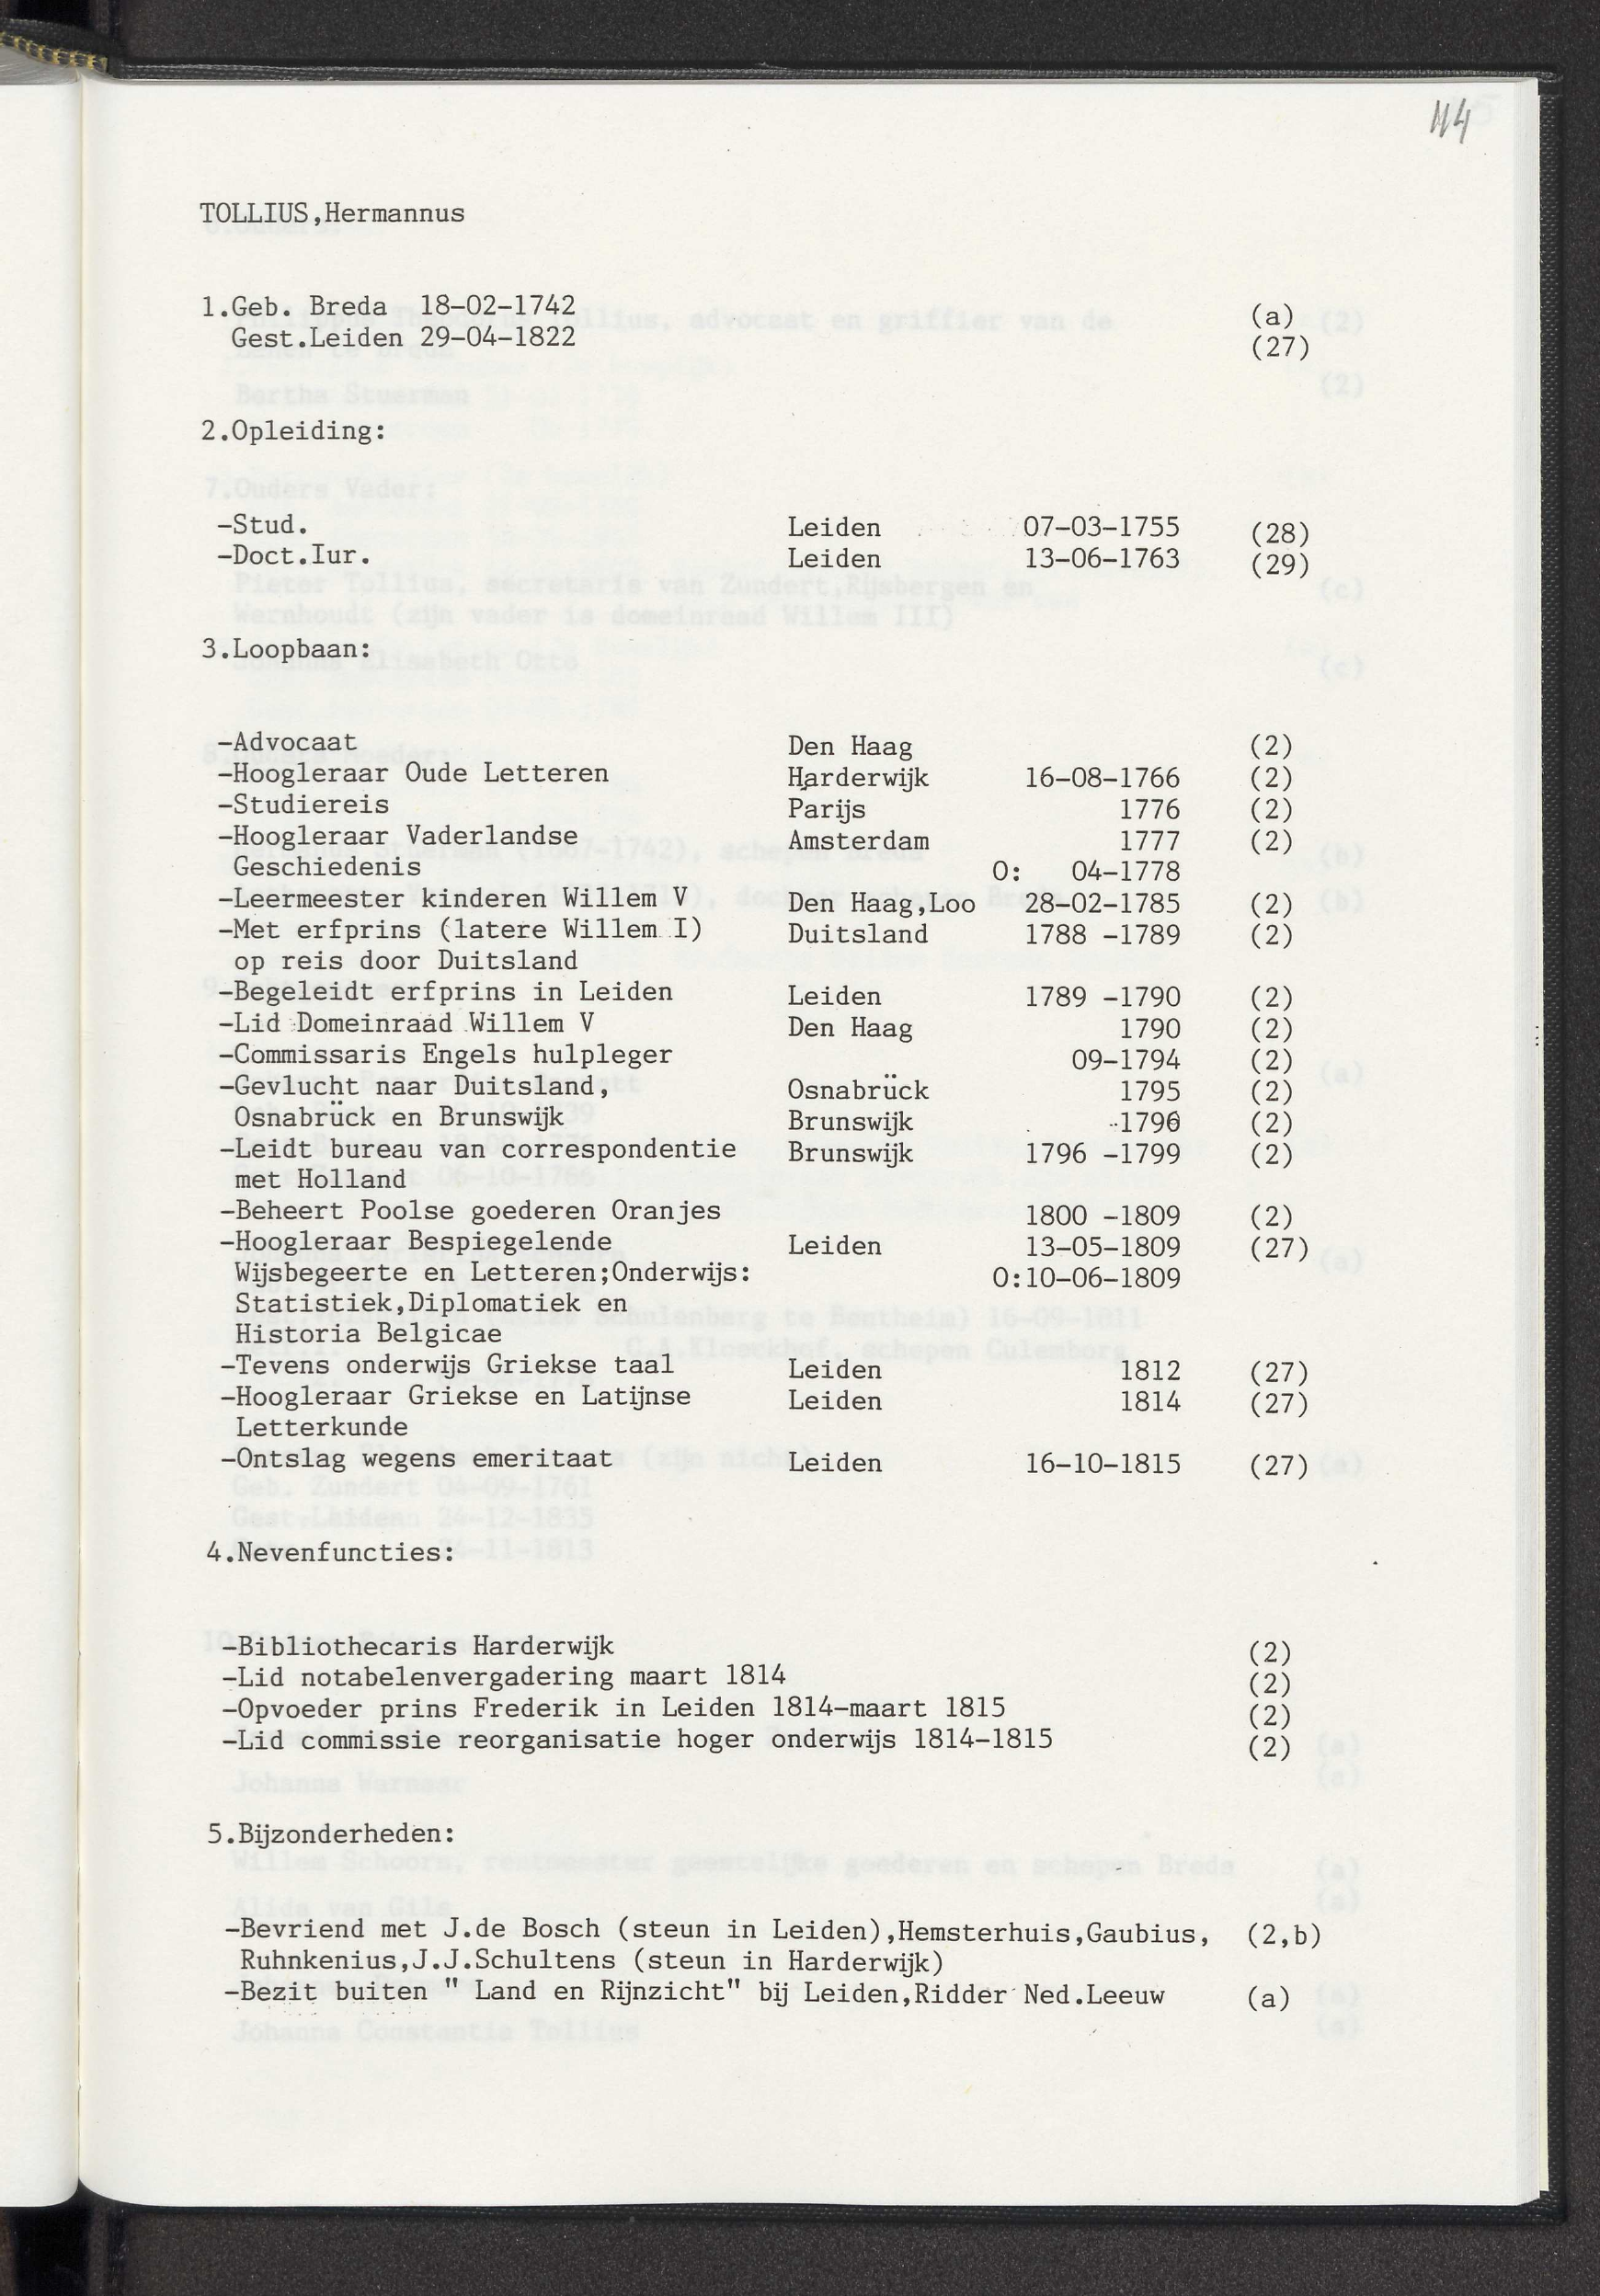 114
TOLLIUS,Hermannus
1.Geb. Breda 18-02-1742 (a)
Gest.Leiden 29-04-1822 (27)
2.Opleiding:
-Stud. Leiden 07-03-1755 (28)
-Doct.Iur. Leiden 13-06-1763 (29)
3.Loopbaan:
-Advocaat Den Haag (2)
-Hoogleraar Oude Letteren Harderwijk 16-08-1766 (2)
-Studiereis Parijs 1776 (2)
-Hoogleraar Vaderlandse Amsterdam 1777 (2)
Geschiedenis O: 04-1778
-Leermeester kinderen Willem V Den Haag,Loo 28-02-1785 (2)
-Met erfprins (latere Willem I) Duitsland 1788 -1789 (2)
op reis door Duitsland
-Begeleidt erfprins in Leiden Leiden 1789 -1790 (2)
-Lid Domeinraad Willem V Den Haag 1790 (2)
-Commissaris Engels hulpleger 09-1794 (2)
-Gevlucht naar Duitsland, Osnabrück 1795 (2)
Osnabrück en Brunswijk Brunswijk 1796 (2)
-Leidt bureau van correspondentie Brunswijk 1796 -1799 (2)
met Holland
-Beheert Poolse goederen Oranjes 1800 -1809 (2)
-Hoogleraar Bespiegelende Leiden 13-05-1809 (27)
Wijsbegeerte en Letteren;Onderwijs: O:10-06-1809
Statistiek,Diplomatiek en
Historia Belgicae
-Tevens onderwijs Griekse taal Leiden 1812 (27)
-Hoogleraar Griekse en Latijnse Leiden 1814 (27)
Letterkunde
-Ontslag wegens emeritaat Leiden 16-10-1815 (27)
4.Nevenfuncties:
-Bibliothecaris Harderwijk (2)
-Lid notabelenvergadering maart 1814 (2)
-Opvoeder prins Frederik in Leiden 1814-maart 1815 (2)
-Lid commissie reorganisatie hoger onderwijs 1814-1815 (2)
5.Bijzonderheden:
-Bevriend met J.de Bosch (steun in Leiden),Hemsterhuis,Gaubius, (2,b)
Ruhnkenius,J.J.Schultens (steun in Harderwijk)
-Bezit buiten " Land en Rijnzicht" bij Leiden,Ridder Ned.Leeuw (a)